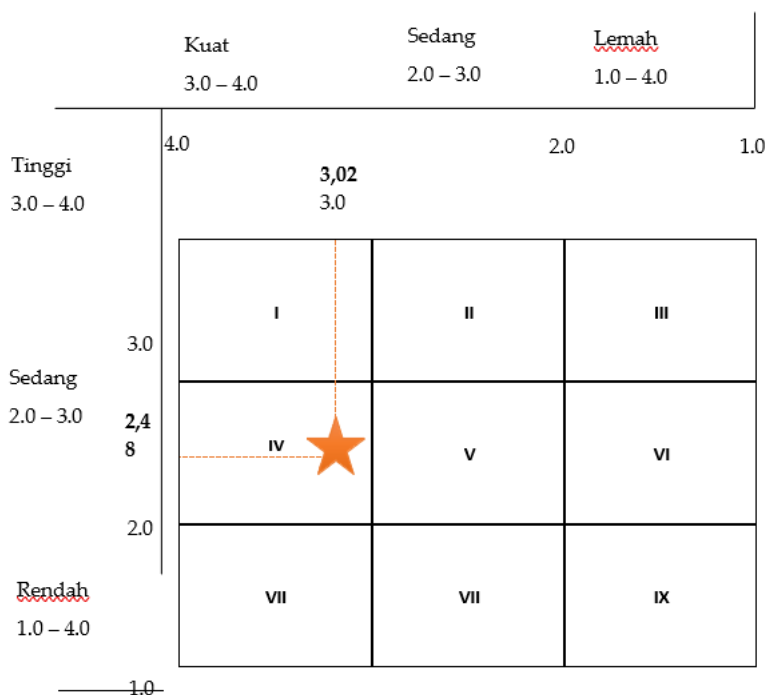 Kuat
3.0 – 4.0
Sedang
2.0 – 3.0
Lemah
1.0 – 4.0
4.0
2.0
1.0
Tinggi
3.0 – 4.0
3,02
3.0
I
II
III
3.0
Sedang
2.0 – 3.0
2,4
8
IV
V
VI
2.0
Rendah
1.0 – 4.0
VII
VII
IX
1.0